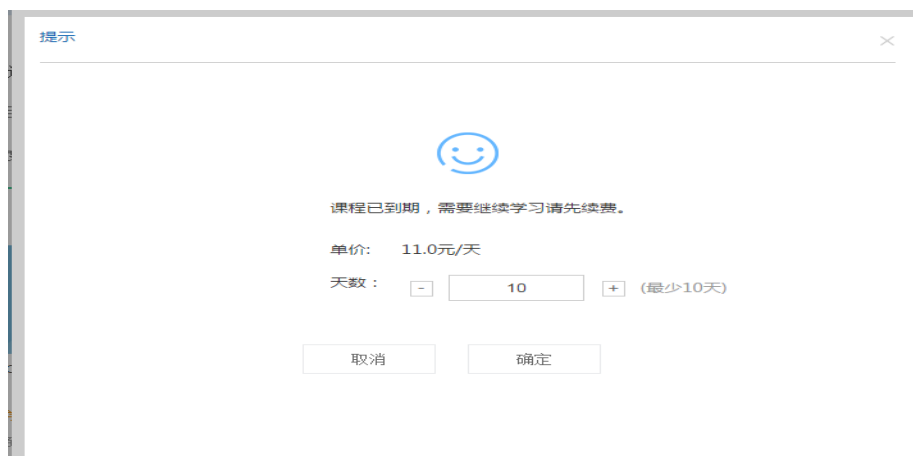 提示
课程已到期，需要继续学习请先续费。
单价: 11.0元/天
天数： - 10 + (最少10天)
取消 确定